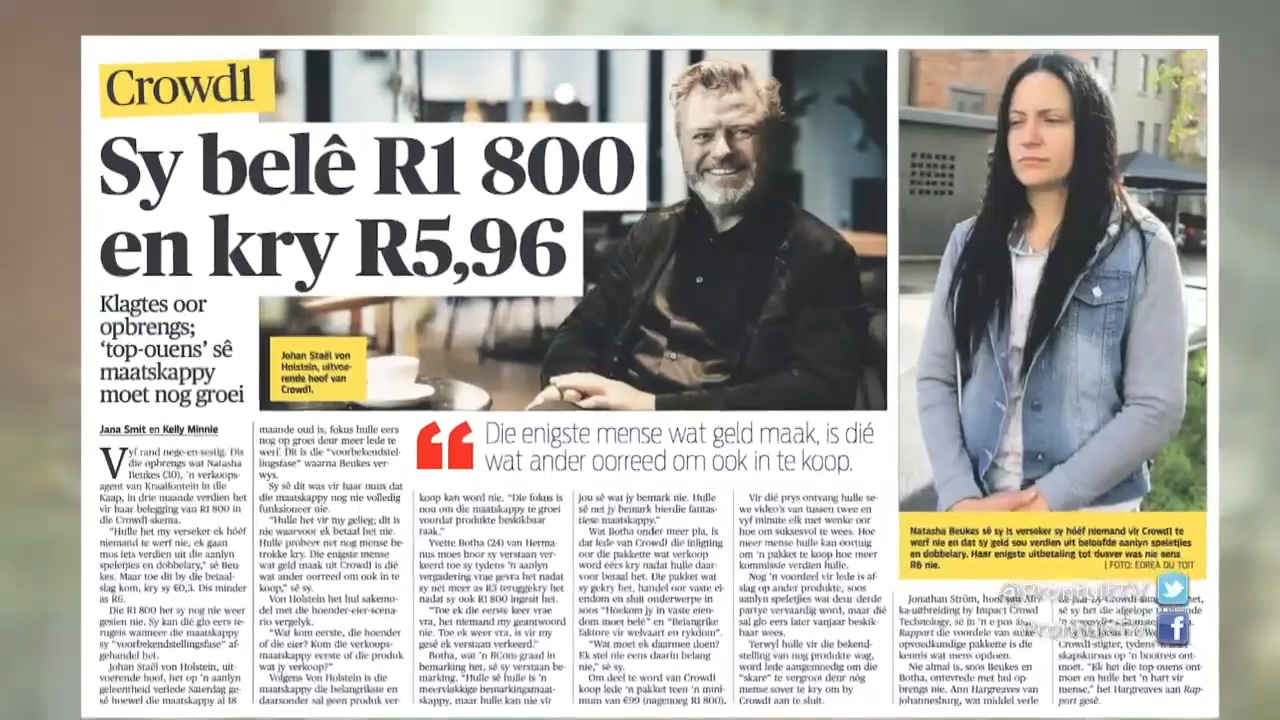 Crowd1
Sy belê R1 800
en kry R5,96
Klagtes oor
opbrengs;
‘top-ouens’ sê
maatskappy
moet nog groei
Johan Staël von
Holstein, uitvoe-
rende hoof van
Crowd1.
Jana Smit en Kelly Minnie
Vyf rand nege-en-sestig. Dis
die opbrengs wat Natasha
Beukes (30), ’n verkoops-
agent van Kraaifontein in die
Kaap, in drie maande verdien het
vir haar belegging van R1 800 in
die Crowd1-skema.
“Hulle het my verseker ek hóéf
niemand te werf nie, ek gaan
mos iets verdien uit die aanlyn
speletjies en dobbelary,” sê Beu-
kes. Maar toe dit by die betaal-
slag kom, kry sy €0,3. Dis minder
as R6.
Die R1 800 het sy nog nie weer
gesien nie. Sy kan dié glo eers te-
rugeis wanneer die maatskappy
sy “voorbekendstellingsfase” af-
gehandel het.
Johan Staël von Holstein, uit-
voerende hoof, het op ’n aanlyn
geleentheid verlede Saterdag ge-
sê hoewel die maatskappy al 18
maande oud is, fokus hulle eers
nog op groei deur meer lede te
werf. Dit is die “voorbekendstel-
lingsfase” waarna Beukes ver-
wys.
Sy sê dit was vir haar nuus dat
die maatskappy nog nie volledig
funksioneer nie.
“Hulle het vir my gelieg; dit is
nie waarvoor ek betaal het nie.
Hulle probeer net nog mense be-
trokke kry. Die enigste mense
wat geld maak uit Crowd1 is dié
wat ander oorreed om ook in te
koop,” sê sy.
Von Holstein het hul sakemo-
del met die hoender-eier-scena-
rio vergelyk.
“Wat kom eerste, die hoender
of die eier? Kom die verkoops-
maatskappy eerste of die produk
wat jy verkoop?”
Volgens Von Holstein is die
maatskappy die belangrikste en
daarsonder sal geen produk ver-
Die enigste mense wat geld maak, is dié
wat ander oorreed om ook in te koop.
koop kan word nie. “Die fokus is
nou om die maatskappy te groei
voordat produkte beskikbaar
raak.”
Yvette Botha (24) van Herma-
nus moes hoor sy verstaan ver-
keerd toe sy tydens ’n aanlyn
vergadering vrae gevra het nadat
sy net meer as R3 teruggekry het
nadat sy ook R1 800 ingesit het.
“Toe ek die eerste keer vrae
vra, het niemand my geantwoord
nie. Toe ek weer vra, is vir my
gesê ek verstaan verkeerd.”
Botha, wat ’n BCom-graad in
bemarking het, sê sy verstaan be-
marking. “Hulle sê hulle is ’n
meervlakkige bemarkingsmaat-
skappy, maar hulle kan nie vir
jou sê wat jy bemark nie. Hulle
sê net jy bemark hierdie fantas-
tiese maatskappy.”
Wat Botha onder meer pla, is
dat lede van Crowd1 die inligting
oor die pakkette wat verkoop
word éérs kry nadat hulle daar-
voor betaal het. Die pakket wat
sy gekry het, handel oor vaste ei-
endom en sluit onderwerpe in
soos “Hoekom jy in vaste eien-
dom moet belê” en “Belangrike
faktore vir welvaart en rykdom”.
“Wat moet ek daarmee doen?
Ek stel nie eens daarin belang
nie,” sê sy.
Om deel te word van Crowd1
koop lede ’n pakket teen ’n mini-
mum van €99 (nagenoeg R1 800).
Vir dié prys ontvang hulle se-
we video’s van tussen twee en
vyf minute elk met wenke oor
hoe om suksesvol te wees. Hoe
meer mense hulle kan oortuig
om ’n pakket te koop hoe meer
kommissie verdien hulle.
Nog ’n voordeel vir lede is af-
slag op ander produkte, soos
aanlyn speletjies wat deur derde
partye vervaardig word, maar dié
sal glo eers later vanjaar beskik-
baar wees.
Terwyl hulle vir die bekend-
stelling van nog produkte wag,
word lede aangemoedig om die
“skare” te vergroot deur nóg
mense sover te kry om by
Crowd1 aan te sluit.
Natasha Beukes sê sy is verseker sy hóéf niemand vir Crowd1 te
werf nie en dat sy geld sou verdien uit beloofde aanlyn speletjies
en dobbelary. Haar enigste uitbetaling tot dusver was nie eens
R6 nie. | FOTO: EDREA DU TOIT
Jonathan Ström, hoof van Afri-
ka-uitbreiding by Impact Crowd
Technology, sê in ’n e-pos aan
Rapport die voordele van sulke
opvoedkundige pakkette is die
kennis wat mens opdoen.
Nie almal is, soos Beukes en
Botha, ontevrede met hul op-
brengs nie. Ann Hargreaves van
Johannesburg, wat middel verle
sy het die afgelope
Crowd1-stigter, tydens
skapskursus op ’n bootreis ont-
moet. “Ek het die top-ouens ont-
moet en hulle het ’n hart vir
mense,” het Hargreaves aan Rap-
port gesê.